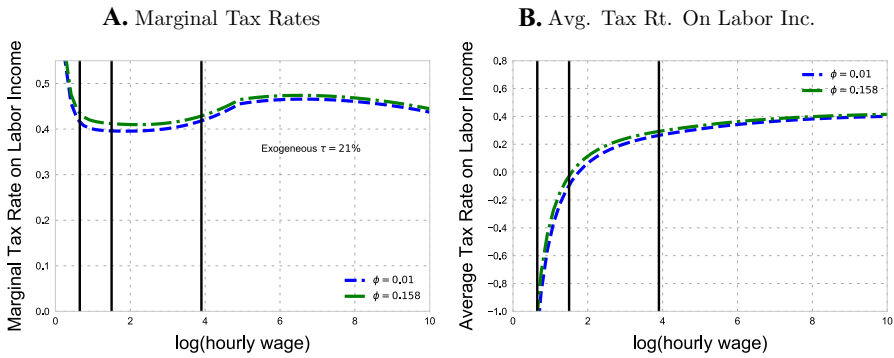 A. Marginal Tax Rates
Marginal Tax Rate on Labor Income
0.5
0.4
0.3
0.2
0.1
0.0
Exogeneous τ = 21%
ϕ = 0.01
ϕ = 0.158
0 2 4 6 8 10
log(hourly wage)
B. Avg. Tax Rt. On Labor Inc.
Average Tax Rate on Labor Income
0.8
0.6
0.4
0.2
0.0
−0.2
−0.4
−0.6
−0.8
−1.0
ϕ = 0.01
ϕ = 0.158
0 2 4 6 8 10
log(hourly wage)